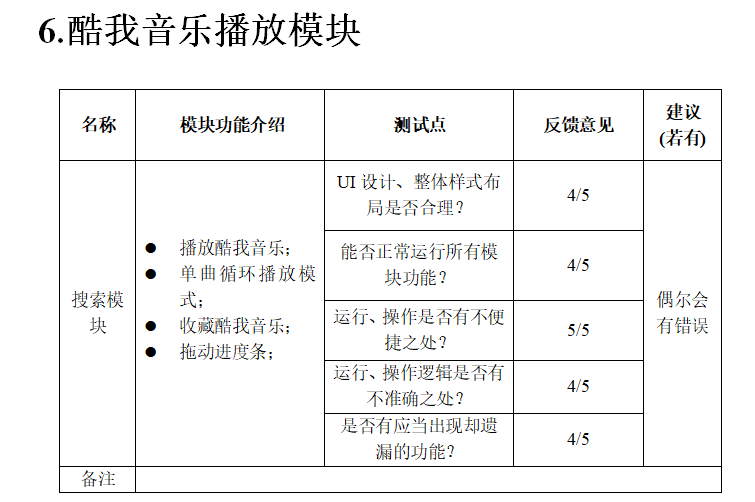 6.酷我音乐播放模块
名称
模块功能介绍
测试点
反馈意见
建议
(若有)
搜索模
块
● 播放酷我音乐；
● 单曲循环播放模
式；
● 收藏酷我音乐；
● 拖动进度条；
UI 设计、整体样式布
局是否合理？
4/5
能否正常运行所有模
块功能？
4/5
运行、操作是否有不便
捷之处？
5/5
运行、操作逻辑是否有
不准确之处？
4/5
是否有应当出现却遗
漏的功能？
4/5
偶尔会
有错误
备注